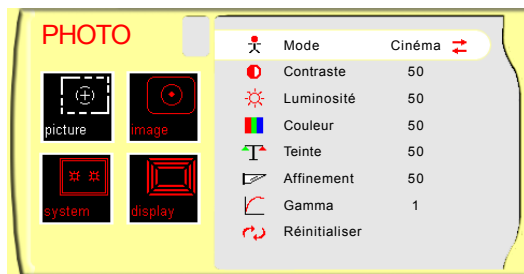 PHOTO
picture
image
system
display
Mode Cinéma
Contraste 50
Luminosité 50
Couleur 50
Teinte 50
Affinement 50
Gamma 1
Réinitialiser